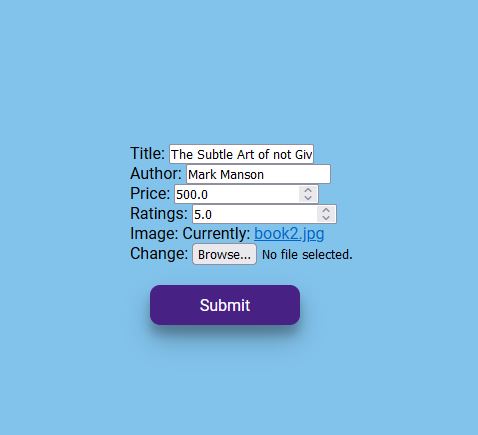 Title: The Subtle Art of not Giv
Author: Mark Manson
Price: 500.0
Ratings: 5.0
Image: Currently: book2.jpg
Change: Browse... No file selected.
Submit